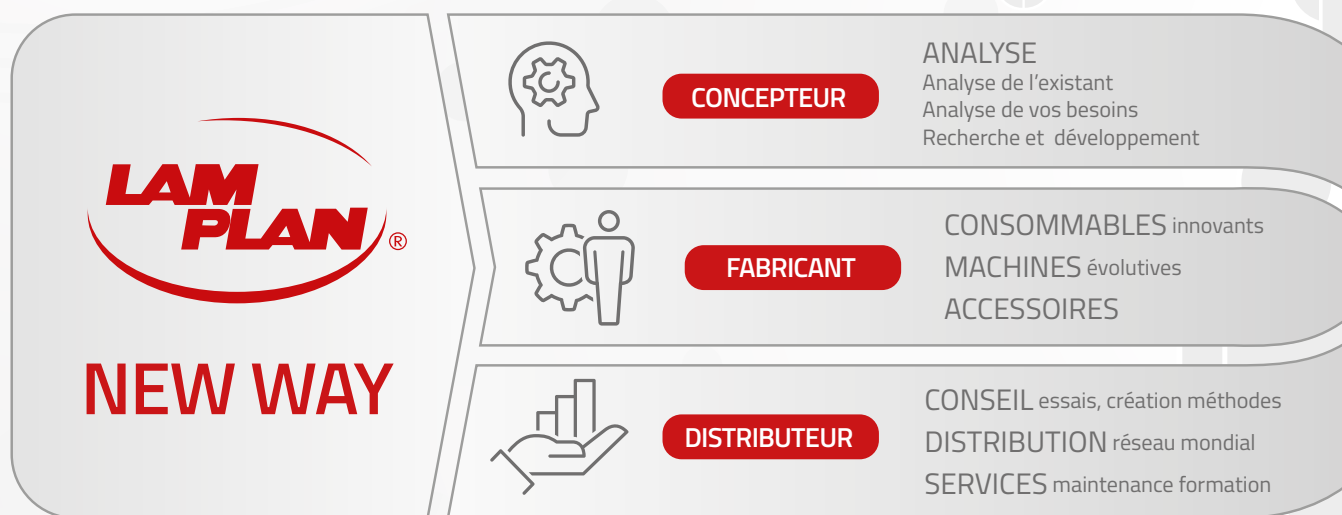 LAM
PLAN®
NEW WAY
CONCEPTEUR
ANALYSE
Analyse de l'existant
Analyse de vos besoins
Recherche et développement
FABRICANT
CONSOMMABLES innovants
MACHINES évolutives
ACCESSOIRES
DISTRIBUTEUR
CONSEIL essais, création méthodes
DISTRIBUTION réseau mondial
SERVICES maintenance formation